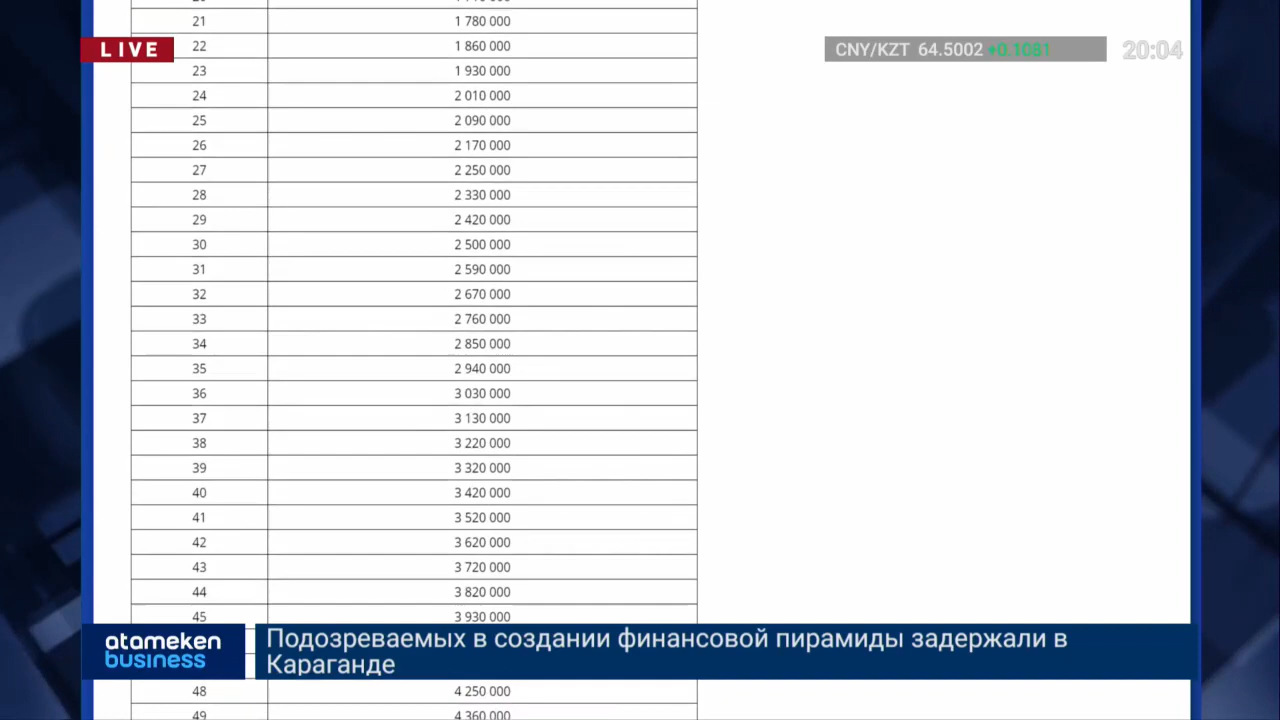 21 1 780 000
LIVE
22 1 860 000
CNY/KZT 64.5002 +0.1081
20:04
23 1 930 000
24 2 010 000
25 2 090 000
26 2 170 000
27 2 250 000
28 2 330 000
29 2 420 000
30 2 500 000
31 2 590 000
32 2 670 000
33 2 760 000
34 2 850 000
35 2 940 000
36 3 030 000
37 3 130 000
38 3 220 000
39 3 320 000
40 3 420 000
41 3 520 000
42 3 620 000
43 3 720 000
44 3 820 000
45 3 930 000
atameken
business
Подозреваемых в создании финансовой пирамиды задержали в
Караганде
48 4 250 000
49 4 360 000